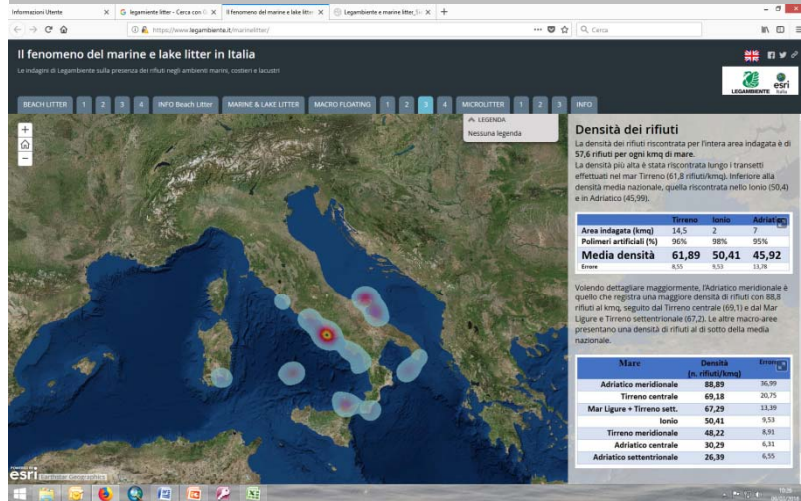 Informazioni Utente
legamiente litter - Cerca con G
Il fenomeno del marine e lake litte
Legambiente e marine litter_Se
https://www.legambiente.it/marinelitter/
Cerca
Il fenomeno del marine e lake litter in Italia
Le indagini di Legambiente sulla presenza dei rifiuti negli ambienti marini, costieri e lacustri
LEGAMBIENTE
esri
Italia
BEACH LITTER 1 2 3 4 INFO Beach Litter MARINE & LAKE LITTER MACRO FLOATING 1 2 3 4 MICROLITTER 1 2 3 INFO
LEGENDA
Nessuna legenda
Densità dei rifiuti
La densità dei rifiuti riscontrata per l'intera area indagata è di
57,6 rifiuti per ogni kmq di mare.
La densità più alta è stata riscontrata lungo i transetti
effettuati nel mar Tirreno (61,8 rifiuti/kmq). Inferiore alla
densità media nazionale, quella riscontrata nello Ionio (50,4)
e in Adriatico (45,99).
Tirreno Ionio
Area indagata (kmq) 14,5 2 7
Polimeri artificiali (%) 96% 98% 95%
Media densità 61,89 50,41 45,92
Errore 8,55 9,53 13,78
Volendo dettagliare maggiormente, l'Adriatico meridionale è
quello che registra una maggiore densità di rifiuti con 88,8
rifiuti al kmq, seguito dal Tirreno centrale (69,1) e dal Mar
Ligure e Tirreno settentrionale (67,2). Le altre macro-aree
presentano una densità di rifiuti al di sotto della media
nazionale.
Mare Densità
(n. rifiuti/kmq)
Adriatico meridionale 88,89 36,99
Tirreno centrale 69,18 20,75
Mar Ligure + Tirreno sett. 67,29 13,39
Ionio 50,41 9,53
Tirreno meridionale 48,22 8,91
Adriatico centrale 30,29 6,31
Adriatico settentrionale 26,39 6,55
POWERED BY
esri
Earthstar Geographics